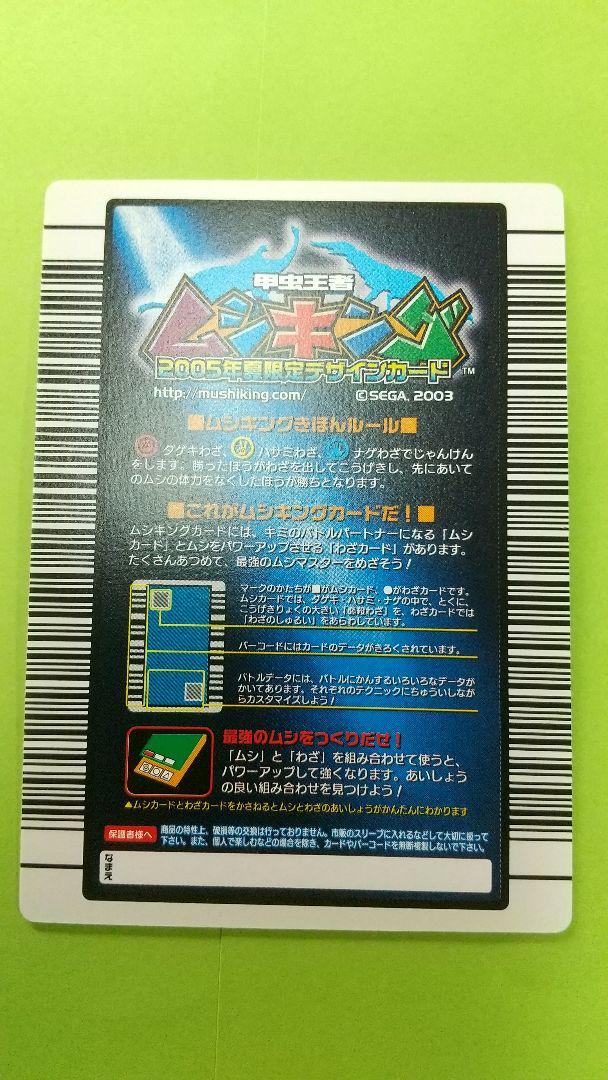 甲虫王者
ムシキング
TM
2005年夏限定デザインカード
http://mushiking.com/ ©SEGA, 2003
■ムシキングきほんルール■
ダゲキわざ、 ハサミわざ、 ナゲわざでじゃんけん
をします。勝ったほうがわざを出してこうげきし、先にあいて
のムシの体力をなくしたほうが勝ちとなります。
■これがムシキングカードだ！■
ムシキングカードには、キミのバトルパートナーになる「ムシ
カード」とムシをパワーアップさせる「わざカード」があります。
たくさんあつめて、最強のムシマスターをめざそう！
マークのかたちが■がムシカード、●がわざカードです。
ムシカードでは、ダゲキ・ハサミ・ナゲの中で、とくに、
こうげきりょくの大きい「必殺わざ」を、わざカードでは
「わざのしゅるい」をあらわしています。
バーコードにはカードのデータがきろくされています。
バトルデータには、バトルにかんするいろいろなデータが
かいてあります。それぞれのテクニックにちゅういしなが
らカスタマイズしよう！
最強のムシをつくりだせ！
「ムシ」と「わざ」を組み合わせて使うと、
パワーアップして強くなります。あいしょう
の良い組み合わせを見つけよう！
▲ムシカードとわざカードをかさねるとムシとわざのあいしょうがかんたんにわかります
保護者様へ 商品の特性上、破損等の交換は行っておりません。市販のスリーブに入れるなどして大切に扱って
下さい。また、個人で楽しむなどの場合を除き、カードやバーコードを無断複製しないで下さい。
なまえ